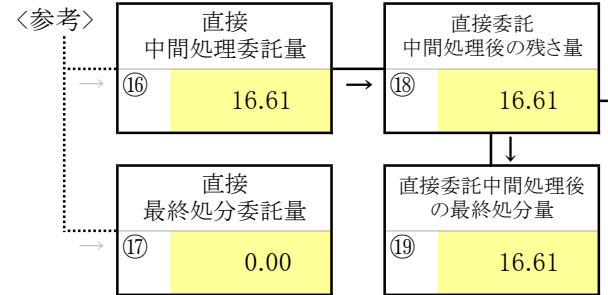 〈参考〉
直接
中間処理委託量
→
⑯
16.61
→
直接委託
中間処理後の残さ量
⑱
16.61
↓
直接
最終処分委託量
→
⑰
0.00
直接委託中間処理後
の最終処分量
⑲
16.61